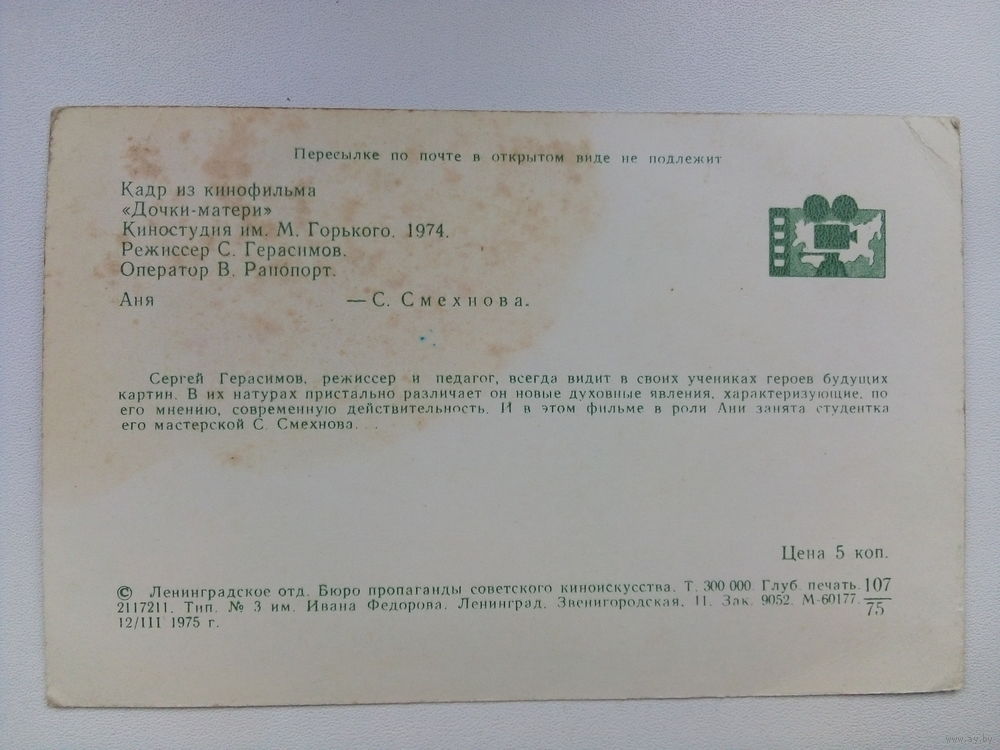 Пересылке по почте в открытом виде не подлежит
Кадр из кинофильма
«Дочки-матери»
Киностудия им. М. Горького. 1974.
Режиссер С. Герасимов.
Оператор В. Рапопорт.
Аня — С. Смехнова.
Сергей Герасимов, режиссер и педагог, всегда видит в своих учениках героев будущих
картин. В их натурах пристально различает он новые духовные явления, характеризующие, по
его мнению, современную действительность. И в этом фильме в роли Ани занята студентка
его мастерской С. Смехнова. . .
Цена 5 коп.
© Ленинградское отд. Бюро пропаганды советского киноискусства. Т. 300 000 Глуб. печать. 107
2117211. Тип. № 3 им. Ивана Федорова. Ленинград. Звенигородская, 11. Зак. 9052. М-60177. 75
12/III 1975 г.
www.ay.by